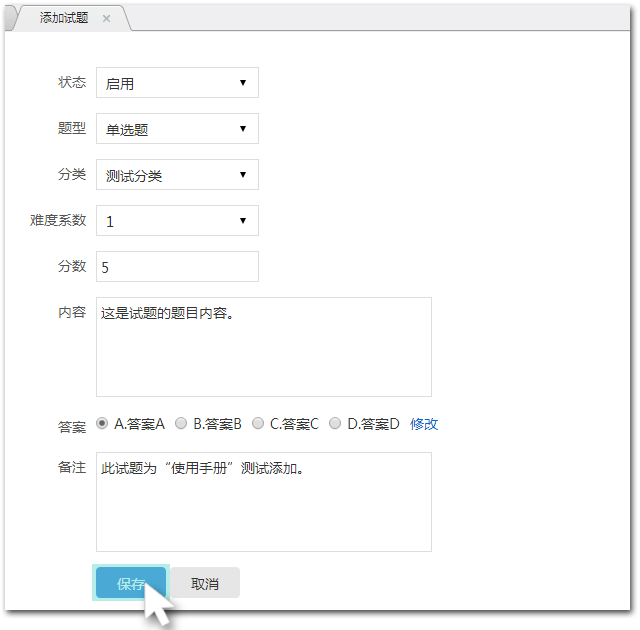 添加试题 ×
状态 启用
题型 单选题
分类 测试分类
难度系数 1
分数 5
内容 这是试题的题目内容。
答案 A.答案A B.答案B C.答案C D.答案D 修改
备注 此试题为“使用手册”测试添加。
保存 取消